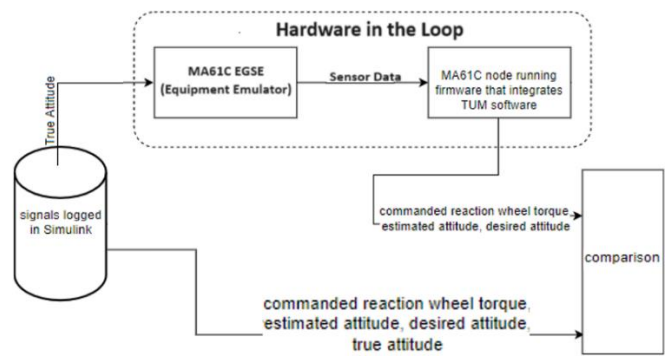 Hardware in the Loop
MA61C EGSE
(Equipment Emulator)
Sensor Data
MA61C node running
firmware that integrates
TUM software
True Attitude
signals logged
in Simulink
commanded reaction wheel torque,
estimated attitude, desired attitude
comparison
commanded reaction wheel torque,
estimated attitude, desired attitude,
true attitude